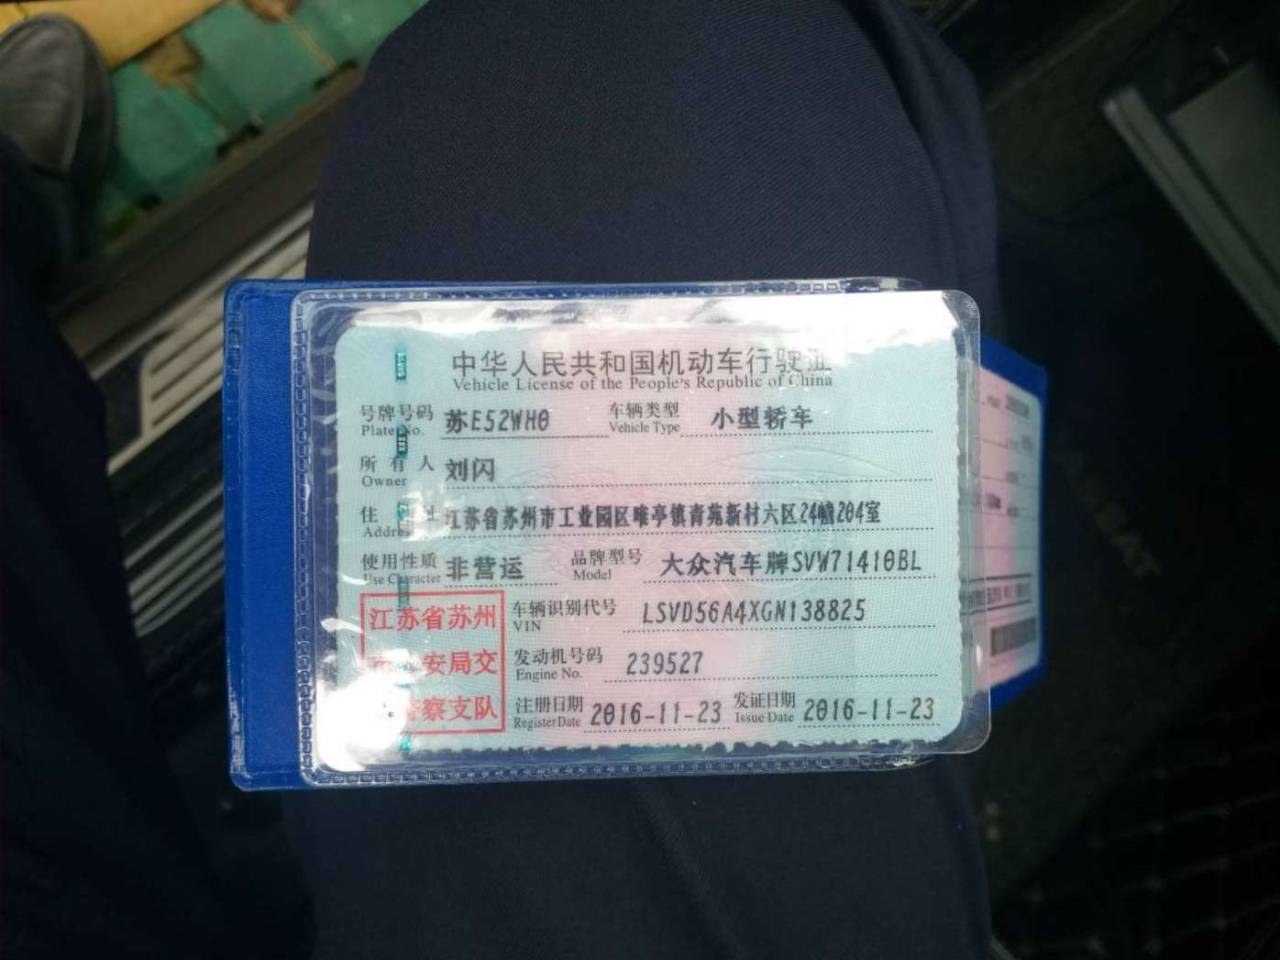 中华人民共和国机动车行驶证
Vehicle License of the People's Republic of China
号牌号码 苏E52WH0 车辆类型 小型轿车
Plate No. Vehicle Type
所有人 刘闪
Owner
住址 江苏省苏州市工业园区唯亭镇青苑新村六区24幢204室
Address
使用性质 非营运 品牌型号 大众汽车牌SVW71410BL
Use Character Model
江苏省苏州 车辆识别代号 LSVD56A4XGN138825
VIN
安局交 发动机号码 239527
Engine No.
察支队 注册日期 2016-11-23 发证日期 2016-11-23
Register Date Issue Date